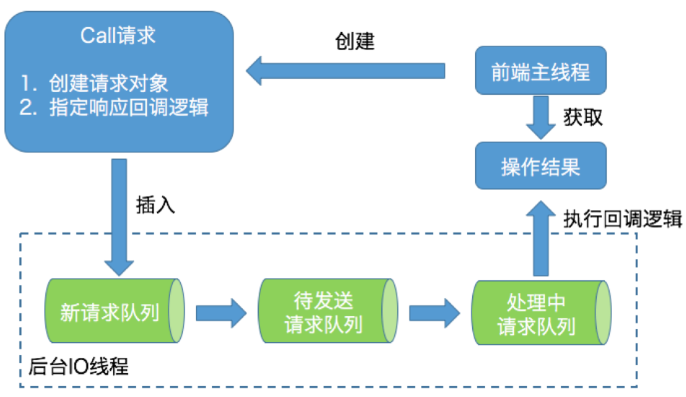 Call请求
1. 创建请求对象
2. 指定响应回调逻辑
创建
前端主线程
获取
操作结果
插入
执行回调逻辑
新请求队列
待发送
请求队列
处理中
请求队列
后台IO线程